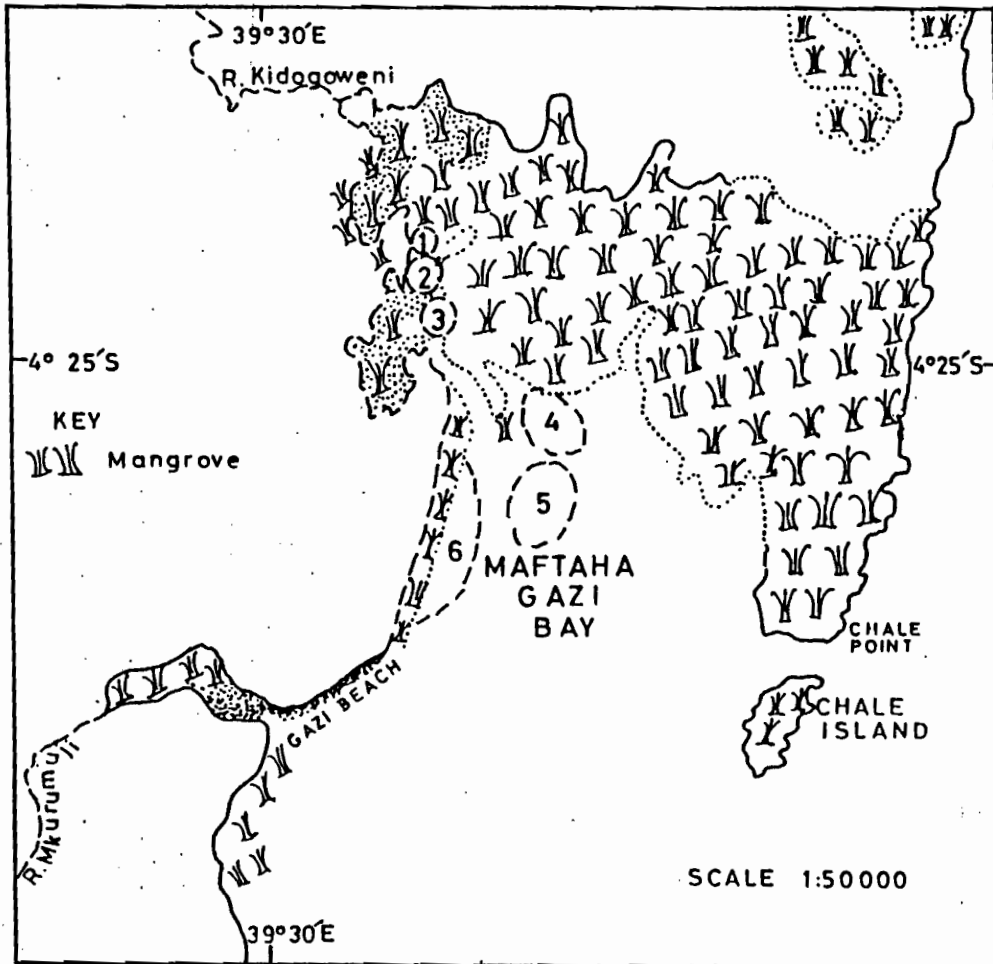 39°30'E
R. Kidogoweni
1
2
3
4° 25'S
4° 25'S
KEY
Mangrove
4
5
6
MAFTAHA
GAZI
BAY
CHALE
POINT
GAZI BEACH
CHALE
ISLAND
R. Mkurumuji
SCALE 1:50000
39°30'E